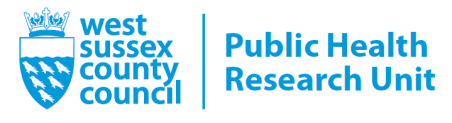 west
sussex
county
council
Public Health
Research Unit